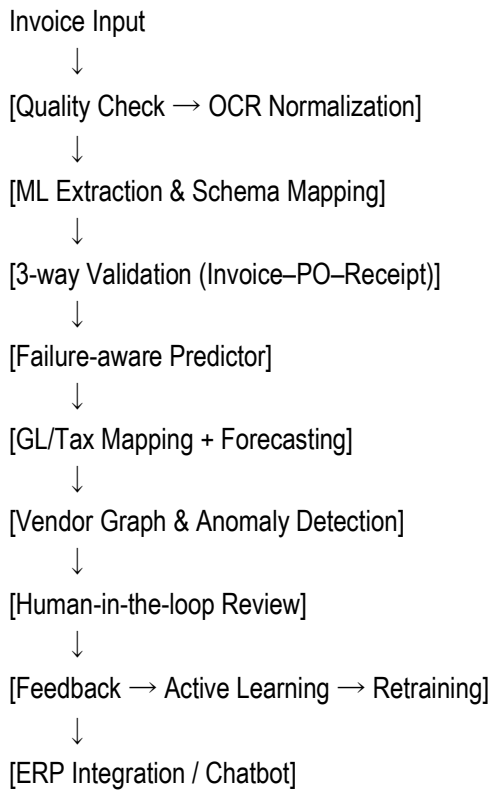 Invoice Input
↓
[Quality Check → OCR Normalization]
↓
[ML Extraction & Schema Mapping]
↓
[3-way Validation (Invoice–PO–Receipt)]
↓
[Failure-aware Predictor]
↓
[GL/Tax Mapping + Forecasting]
↓
[Vendor Graph & Anomaly Detection]
↓
[Human-in-the-loop Review]
↓
[Feedback → Active Learning → Retraining]
↓
[ERP Integration / Chatbot]